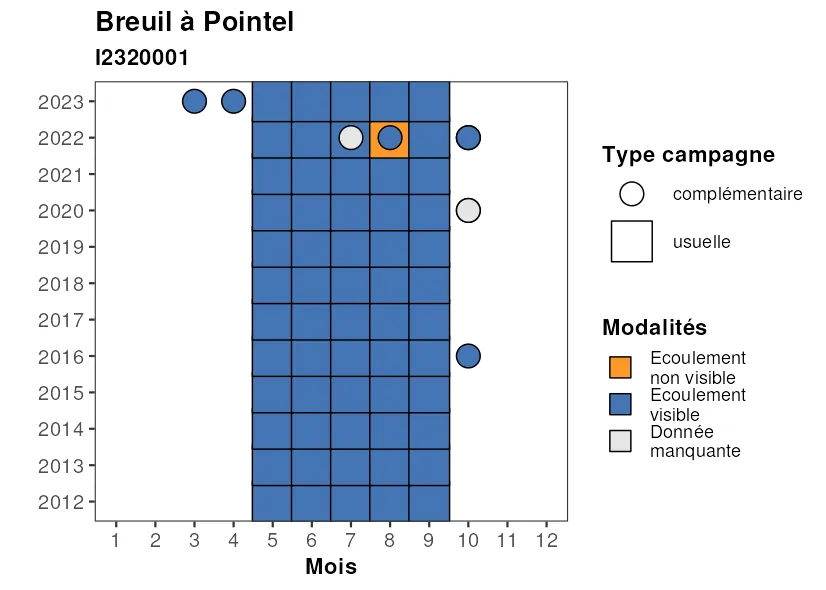 Breuil à Pointel
I2320001
2023
2022
2021
2020
2019
2018
2017
2016
2015
2014
2013
2012
1 2 3 4 5 6 7 8 9 10 11 12
Mois
Type campagne
complémentaire
usuelle
Modalités
Ecoulement
non visible
Ecoulement
visible
Donnée
manquante